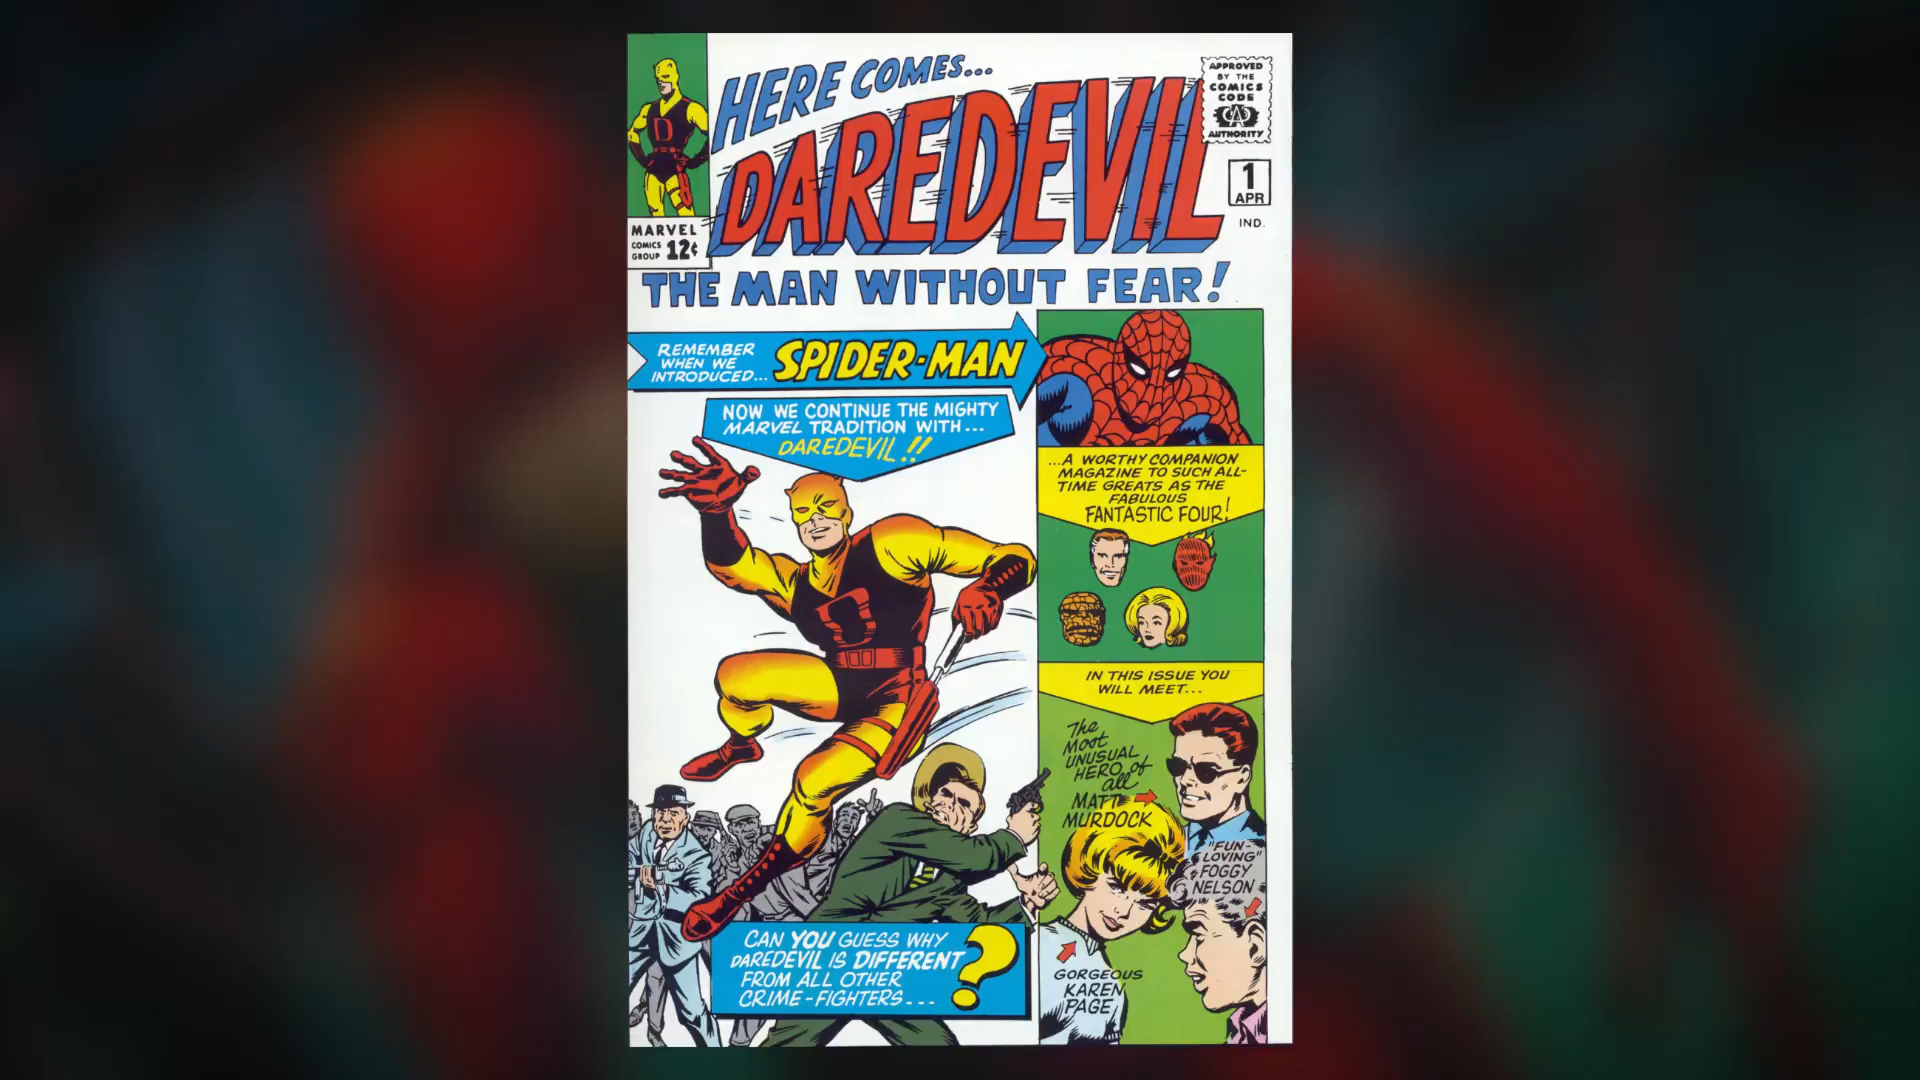 HERE COMES...
DAREDEVIL
APPROVED
BY THE
COMICS
CODE
CA
AUTHORITY
1
APR
IND.
D
MARVEL
COMICS
GROUP
12¢
THE MAN WITHOUT FEAR!
REMEMBER
WHEN WE
INTRODUCED...
SPIDER-MAN
NOW WE CONTINUE THE MIGHTY
MARVEL TRADITION WITH...
DAREDEVIL!!
D
...A WORTHY COMPANION
MAGAZINE TO SUCH ALL-
TIME GREATS AS THE
FABULOUS
FANTASTIC FOUR!
IN THIS ISSUE YOU
WILL MEET...
The
Most
UNUSUAL
HERO of
all
MATT
MURDOCK
"FUN-
LOVING"
FOGGY
NELSON
GORGEOUS
KAREN
PAGE
CAN YOU GUESS WHY
DAREDEVIL IS DIFFERENT
FROM ALL OTHER
CRIME-FIGHTERS...
?